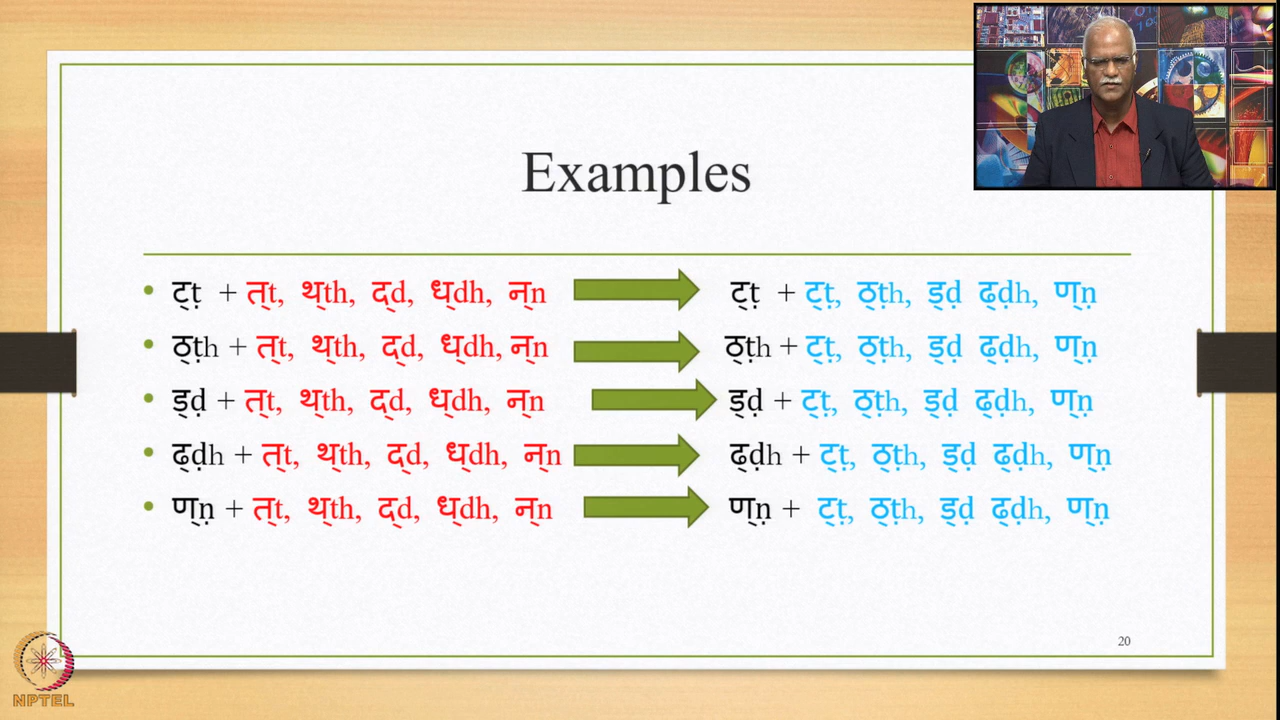 Examples
• ट्ṭ + त्t, थ्th, द्d, ध्dh, न्n ट्ṭ + ट्ṭ, ठ्ṭh, ड्ḍ ढ्ḍh, ण्ṇ
• ठ्ṭh + त्t, थ्th, द्d, ध्dh, न्n ठ्ṭh + ट्ṭ, ठ्ṭh, ड्ḍ ढ्ḍh, ण्ṇ
• ड्ḍ + त्t, थ्th, द्d, ध्dh, न्n ड्ḍ + ट्ṭ, ठ्ṭh, ड्ḍ ढ्ḍh, ण्ṇ
• ढ्ḍh + त्t, थ्th, द्d, ध्dh, न्n ढ्ḍh + ट्ṭ, ठ्ṭh, ड्ḍ ढ्ḍh, ण्ṇ
• ण्ṇ + त्t, थ्th, द्d, ध्dh, न्n ण्ṇ + ट्ṭ, ठ्ṭh, ड्ḍ ढ्ḍh, ण्ṇ
20
NPTEL